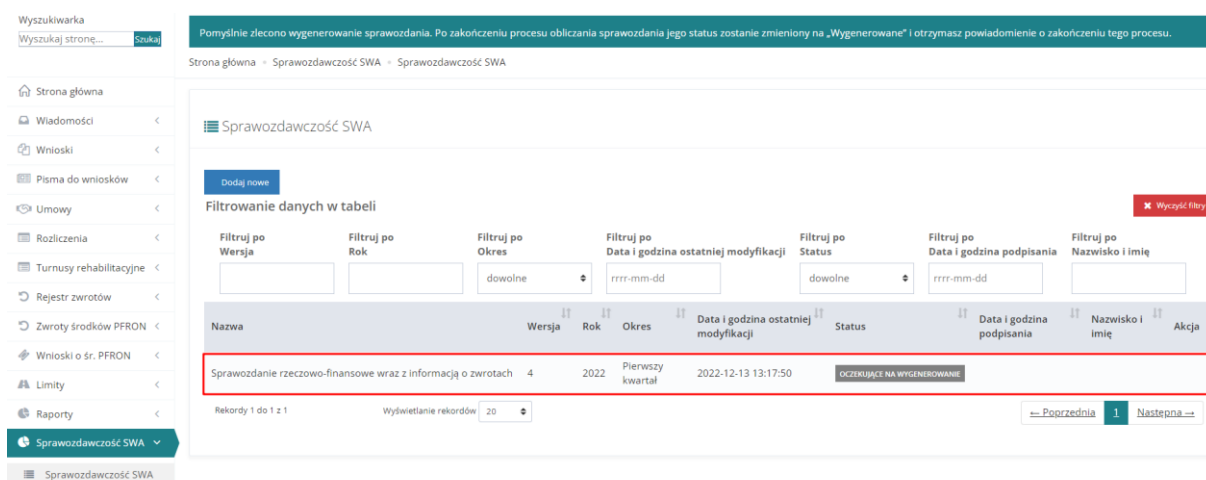 Wyszukiwarka
Wyszukaj stronę... Szukaj
Pomyślnie zlecono wygenerowanie sprawozdania. Po zakończeniu procesu obliczania sprawozdania jego status zostanie zmieniony na „Wygenerowane" i otrzymasz powiadomienie o zakończeniu tego procesu.
Strona główna Sprawozdawczość SWA Sprawozdawczość SWA
Strona główna
Wiadomości
Wnioski
Pisma do wniosków
Umowy
Rozliczenia
Turnusy rehabilitacyjne
Rejestr zwrotów
Zwroty środków PFRON
Wnioski o śr. PFRON
Limity
Raporty
Sprawozdawczość SWA
Sprawozdawczość SWA
Sprawozdawczość SWA
Dodaj nowe
Filtrowanie danych w tabeli
Wyczyść filtry
Filtruj po Wersja
Filtruj po Rok
Filtruj po Okres
dowolne
Filtruj po Data i godzina ostatniej modyfikacji
rrrr-mm-dd
Filtruj po Status
dowolne
Filtruj po Data i godzina podpisania
rrrr-mm-dd
Filtruj po Nazwisko i imię
Nazwa Wersja Rok Okres Data i godzina ostatniej modyfikacji Status Data i godzina podpisania Nazwisko i imię Akcja
Sprawozdanie rzeczowo-finansowe wraz z informacją o zwrotach 4 2022 Pierwszy kwartał 2022-12-13 13:17:50 OCZEKUJĄCE NA WYGENEROWANIE
Rekordy 1 do 1 z 1 Wyświetlanie rekordów 20 ← Poprzednia 1 Następna →